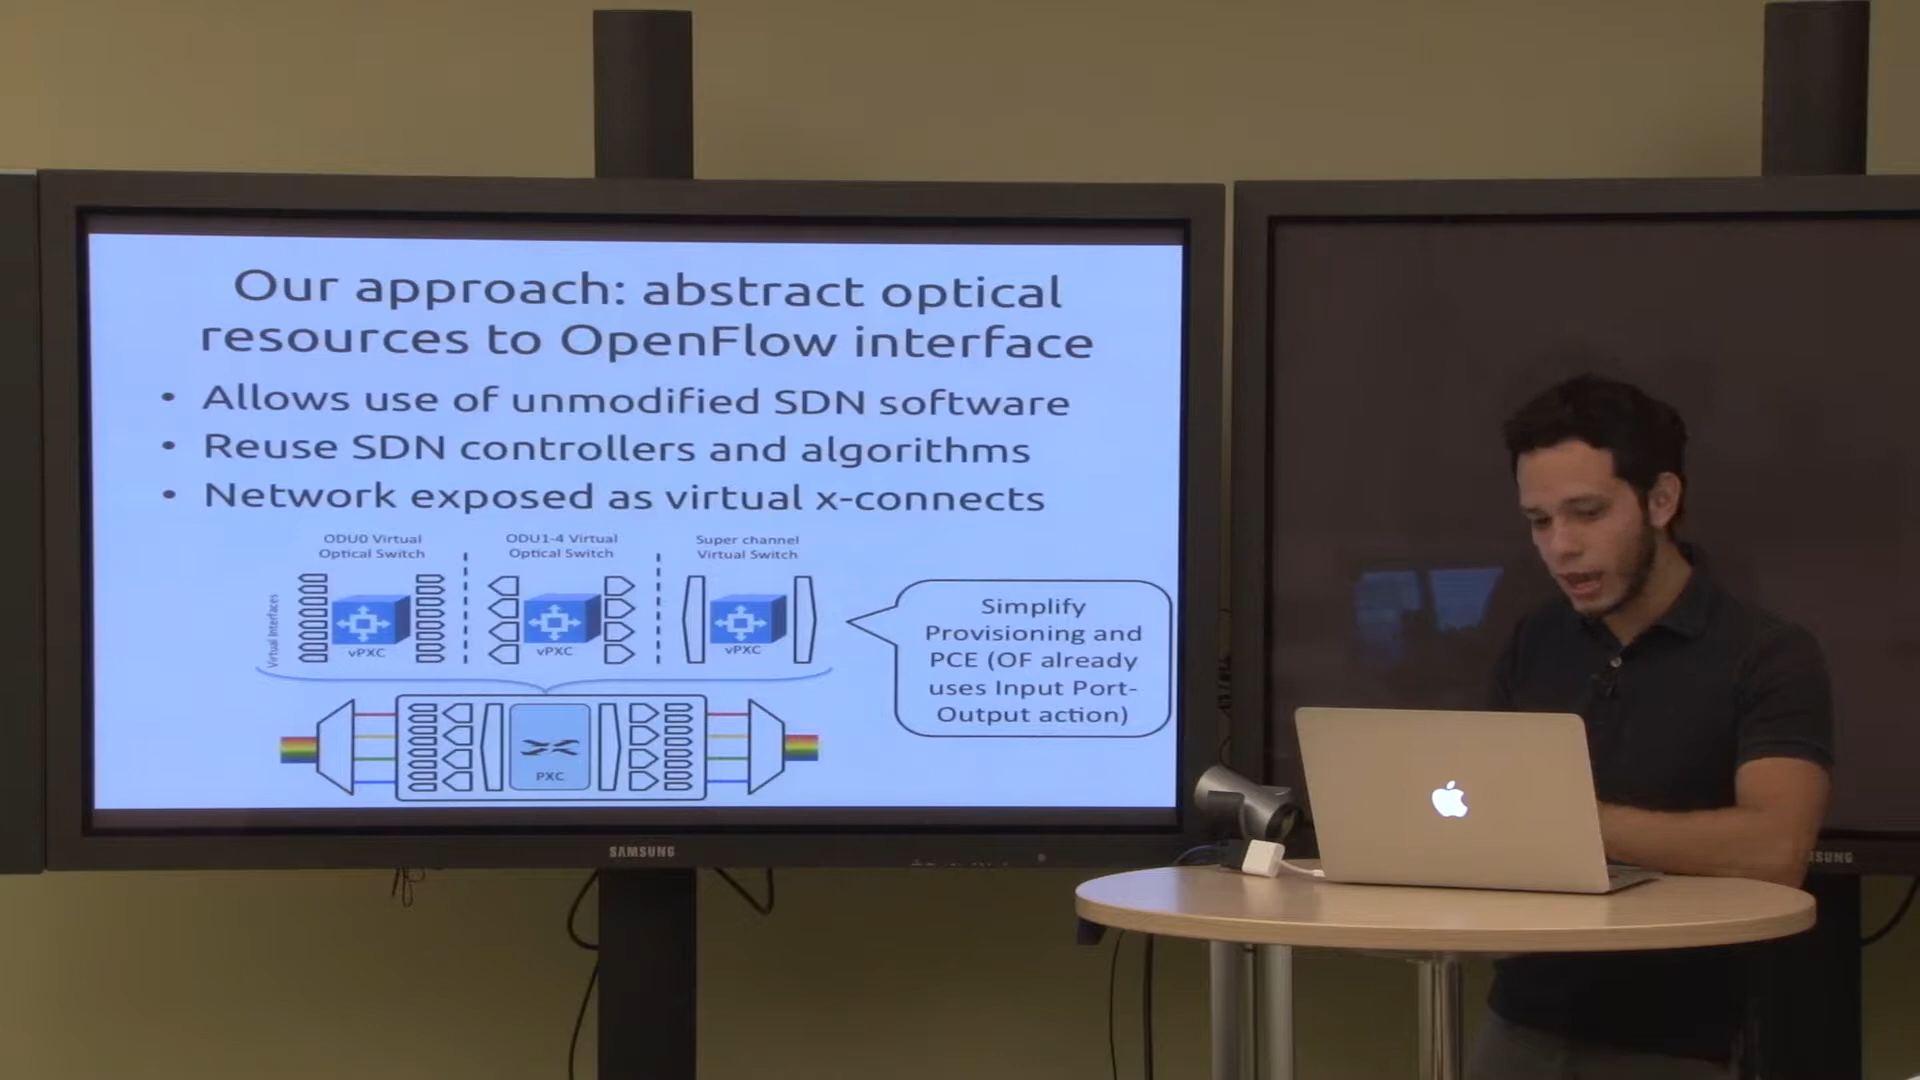 Our approach: abstract optical
resources to OpenFlow interface
• Allows use of unmodified SDN software
• Reuse SDN controllers and algorithms
• Network exposed as virtual x-connects
ODU0 Virtual
Optical Switch
ODU1-4 Virtual
Optical Switch
Super channel
Virtual Switch
Virtual Interfaces
vPXC
vPXC
vPXC
Simplify
Provisioning and
PCE (OF already
uses Input Port-
Output action)
PXC
SAMSUNG